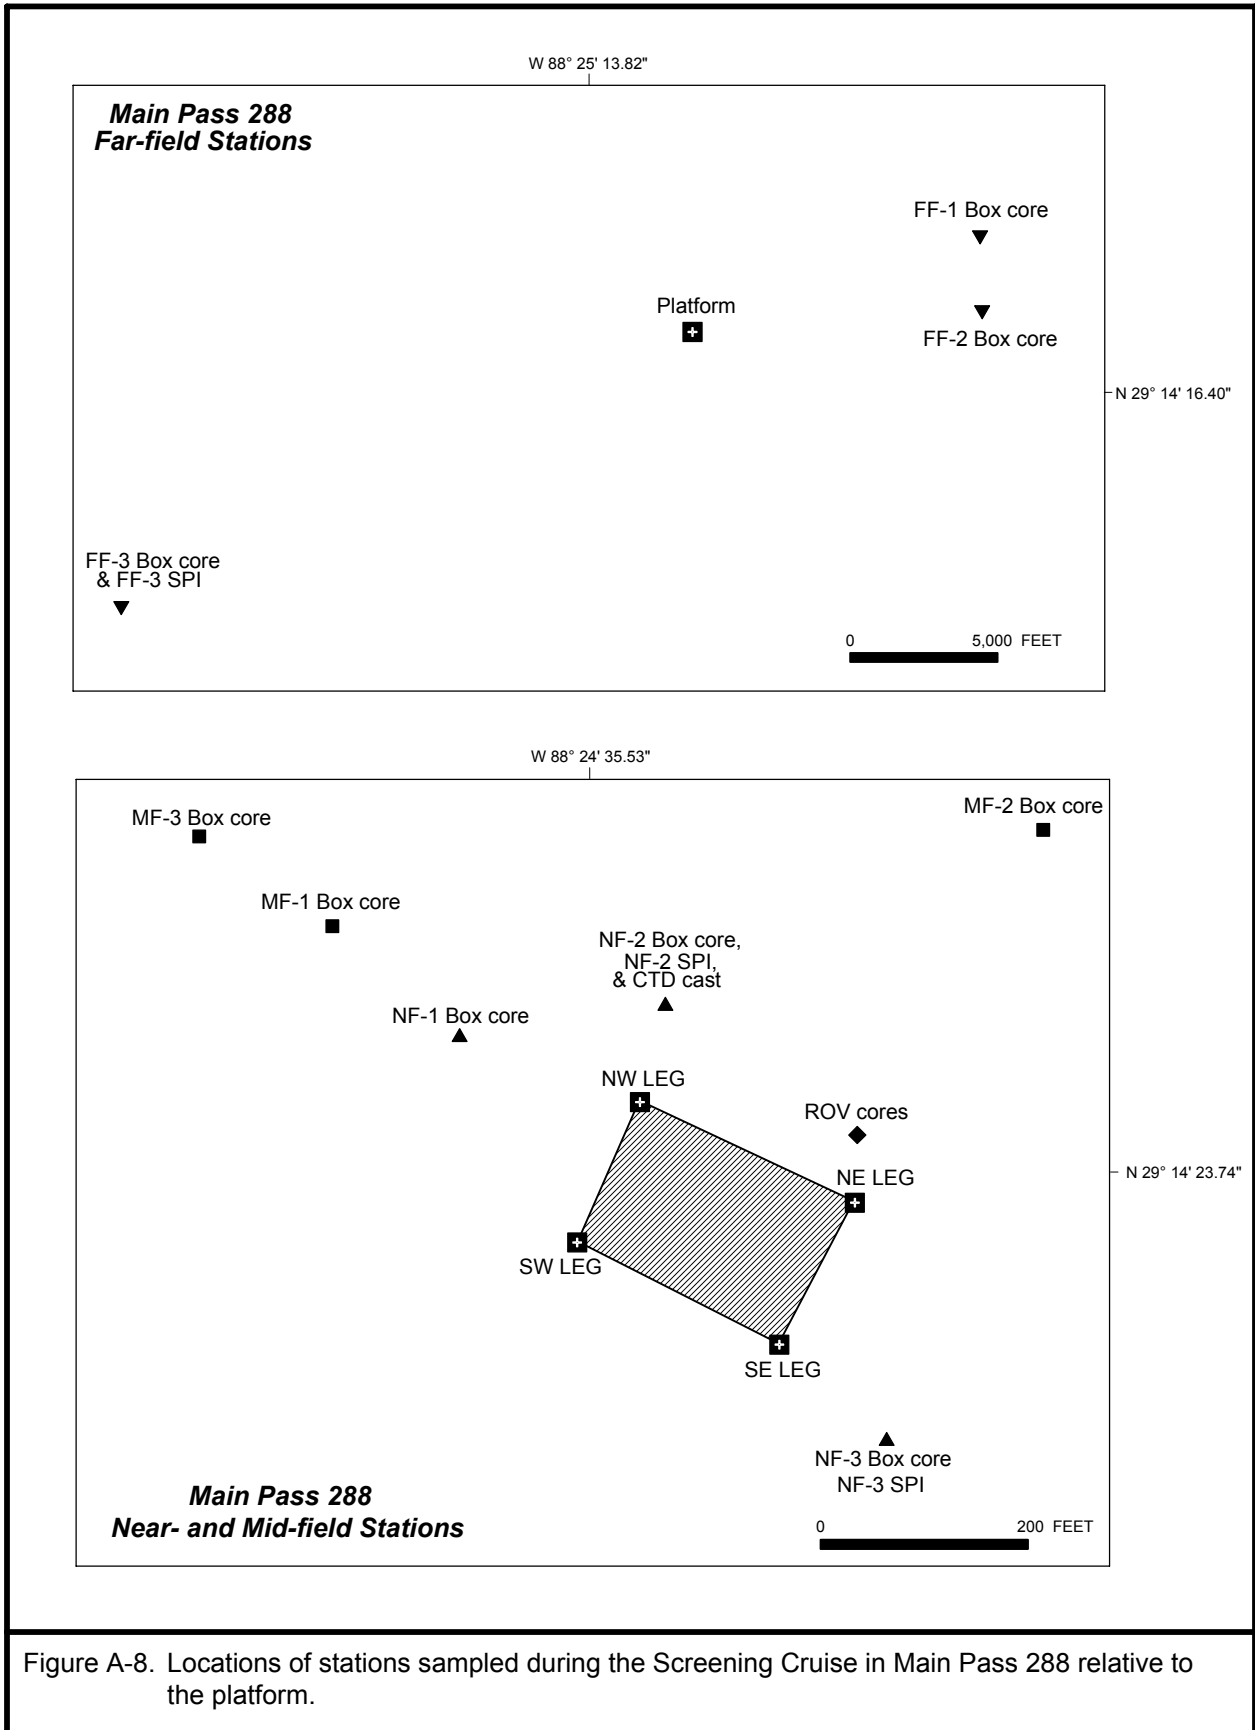 W 88° 25' 13.82"
Main Pass 288
Far-field Stations
FF-1 Box core
Platform
FF-2 Box core
N 29° 14' 16.40"
FF-3 Box core
& FF-3 SPI
0 5,000 FEET
W 88° 24' 35.53"
MF-3 Box core
MF-2 Box core
MF-1 Box core
NF-2 Box core,
NF-2 SPI,
& CTD cast
NF-1 Box core
NW LEG
ROV cores
N 29° 14' 23.74"
NE LEG
SW LEG
SE LEG
NF-3 Box core
NF-3 SPI
Main Pass 288
Near- and Mid-field Stations
0 200 FEET
Figure A-8. Locations of stations sampled during the Screening Cruise in Main Pass 288 relative to
the platform.